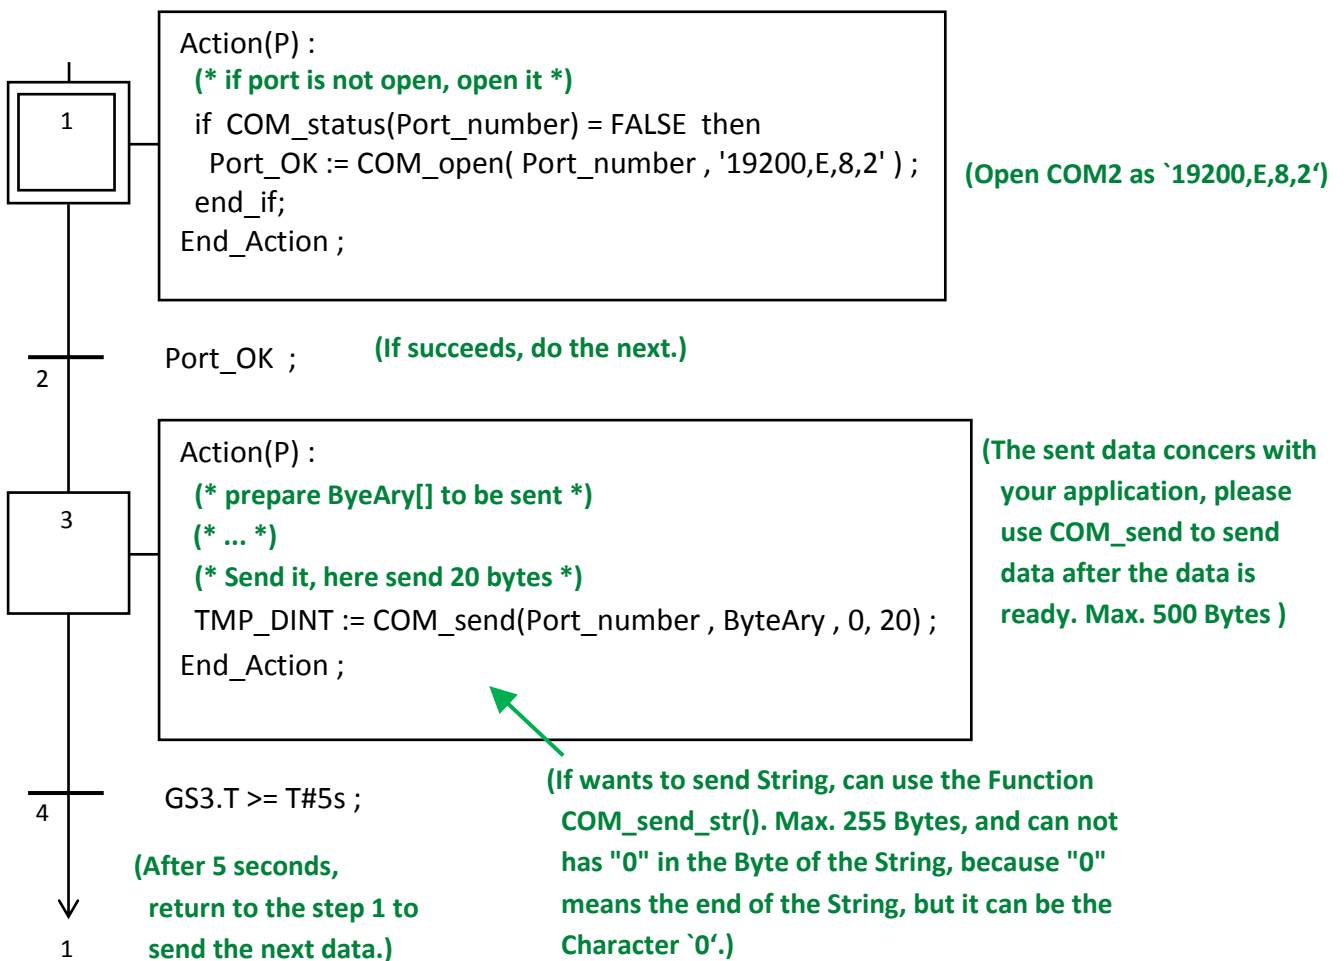 Action(P) :
(* if port is not open, open it *)
1
if COM_status(Port_number) = FALSE then
Port_OK := COM_open( Port_number , '19200,E,8,2' ) ;
(Open COM2 as `19200,E,8,2‘)
end_if;
End_Action ;
Port_OK ;
(If succeeds, do the next.)
2
Action(P) :
(* prepare ByeAry[] to be sent *)
3
(* ... *)
(* Send it, here send 20 bytes *)
TMP_DINT := COM_send(Port_number , ByteAry , 0, 20) ;
End_Action ;
(The sent data concers with
your application, please
use COM_send to send
data after the data is
ready. Max. 500 Bytes )
GS3.T >= T#5s ;
4
(If wants to send String, can use the Function
COM_send_str(). Max. 255 Bytes, and can not
has "0" in the Byte of the String, because "0"
means the end of the String, but it can be the
Character `0‘.)
(After 5 seconds,
return to the step 1 to
send the next data.)
1